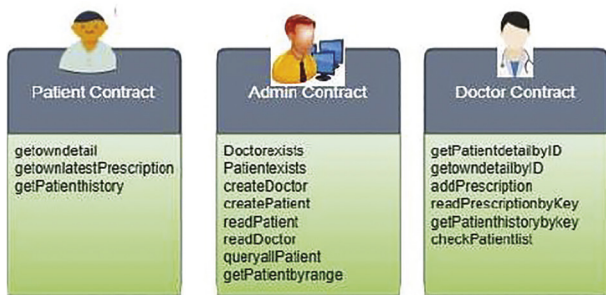 Patient Contract
getowndetail
getownlatestPrescription
getPatienthistory
Admin Contract
Doctorexists
Patientexists
createDoctor
createPatient
readPatient
readDoctor
queryallPatient
getPatientbyrange
Doctor Contract
getPatientdetailbyID
getowndetailbyID
addPrescription
readPrescriptionbyKey
getPatienthistorybykey
checkPatientlist